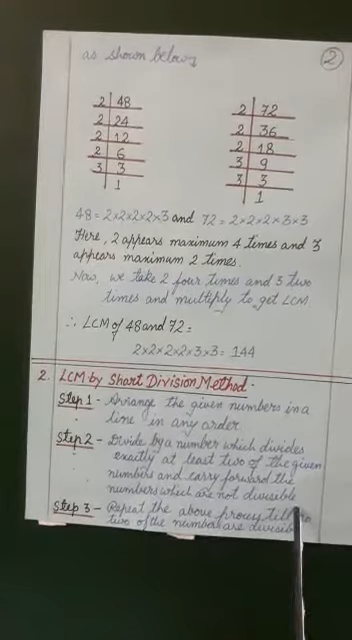 as shown below,
2
2 | 48
2 | 24
2 | 12
2 | 6
3 | 3
1
2 | 72
2 | 36
2 | 18
3 | 9
3 | 3
1
48 = 2×2×2×2×3 and 72 = 2×2×2×3×3
Here, 2 appears maximum 4 times and 3
appears maximum 2 times.
Now, we take 2 four times and 3 two
times and multiply to get LCM
∴ LCM of 48 and 72 =
2×2×2×2×3×3 = 144
2. LCM by Short Division Method -
Step 1 - Arrange the given numbers in a
line in any order.
Step 2 - Divide by a number which divides
exactly at least two of the given
numbers and carry forward the
numbers which are not divisible
Step 3 - Repeat the above till no
two of the number are divisible